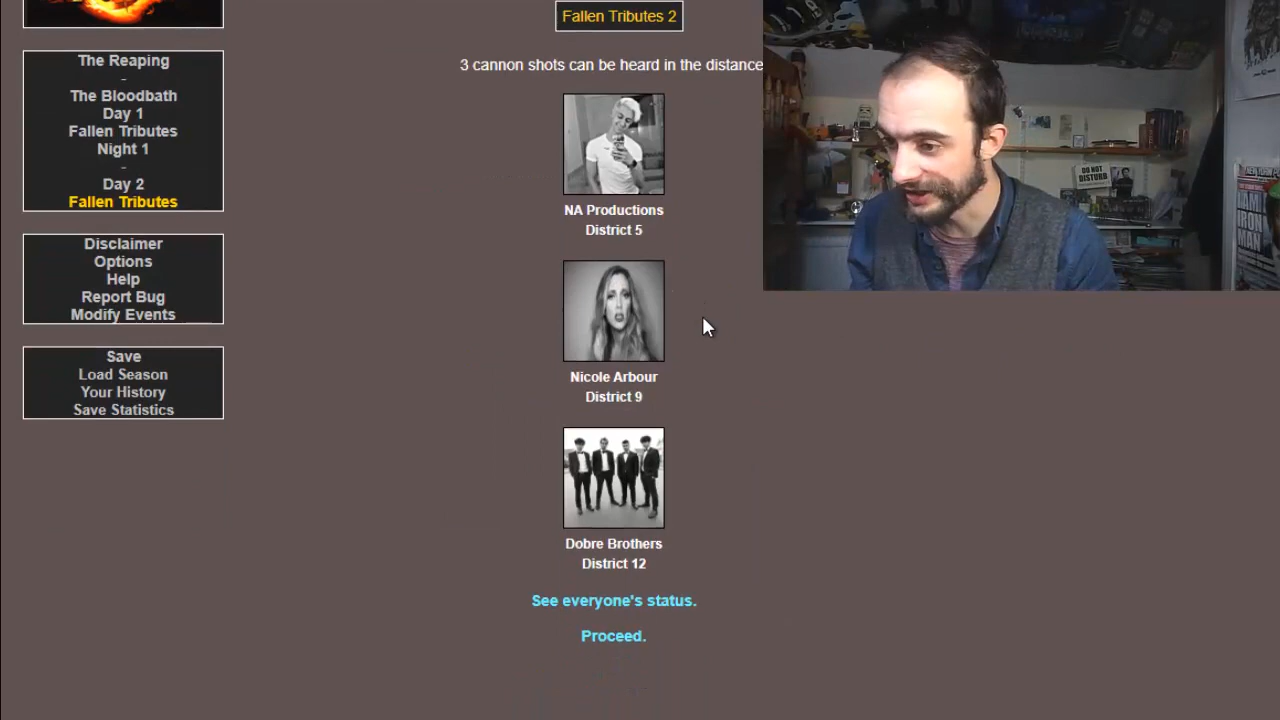 Fallen Tributes 2
3 cannon shots can be heard in the distance
The Reaping
-
The Bloodbath
Day 1
Fallen Tributes
Night 1
-
Day 2
Fallen Tributes
Disclaimer
Options
Help
Report Bug
Modify Events
Save
Load Season
Your History
Save Statistics
NA Productions
District 5
Nicole Arbour
District 9
Dobre Brothers
District 12
See everyone's status.
Proceed.
DO NOT
DISTURB
IRON
MAN